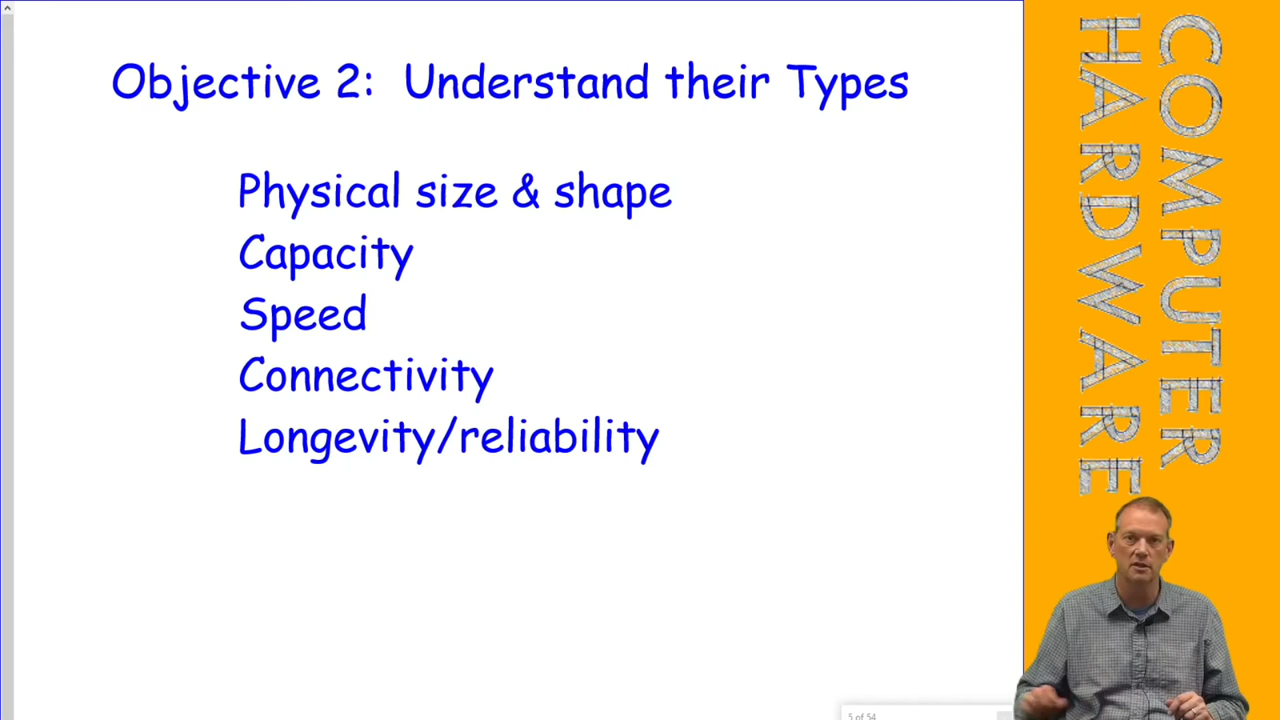 Objective 2: Understand their Types
Physical size & shape
Capacity
Speed
Connectivity
Longevity/reliability
COMPUTER
HARDWARE
5 of 54